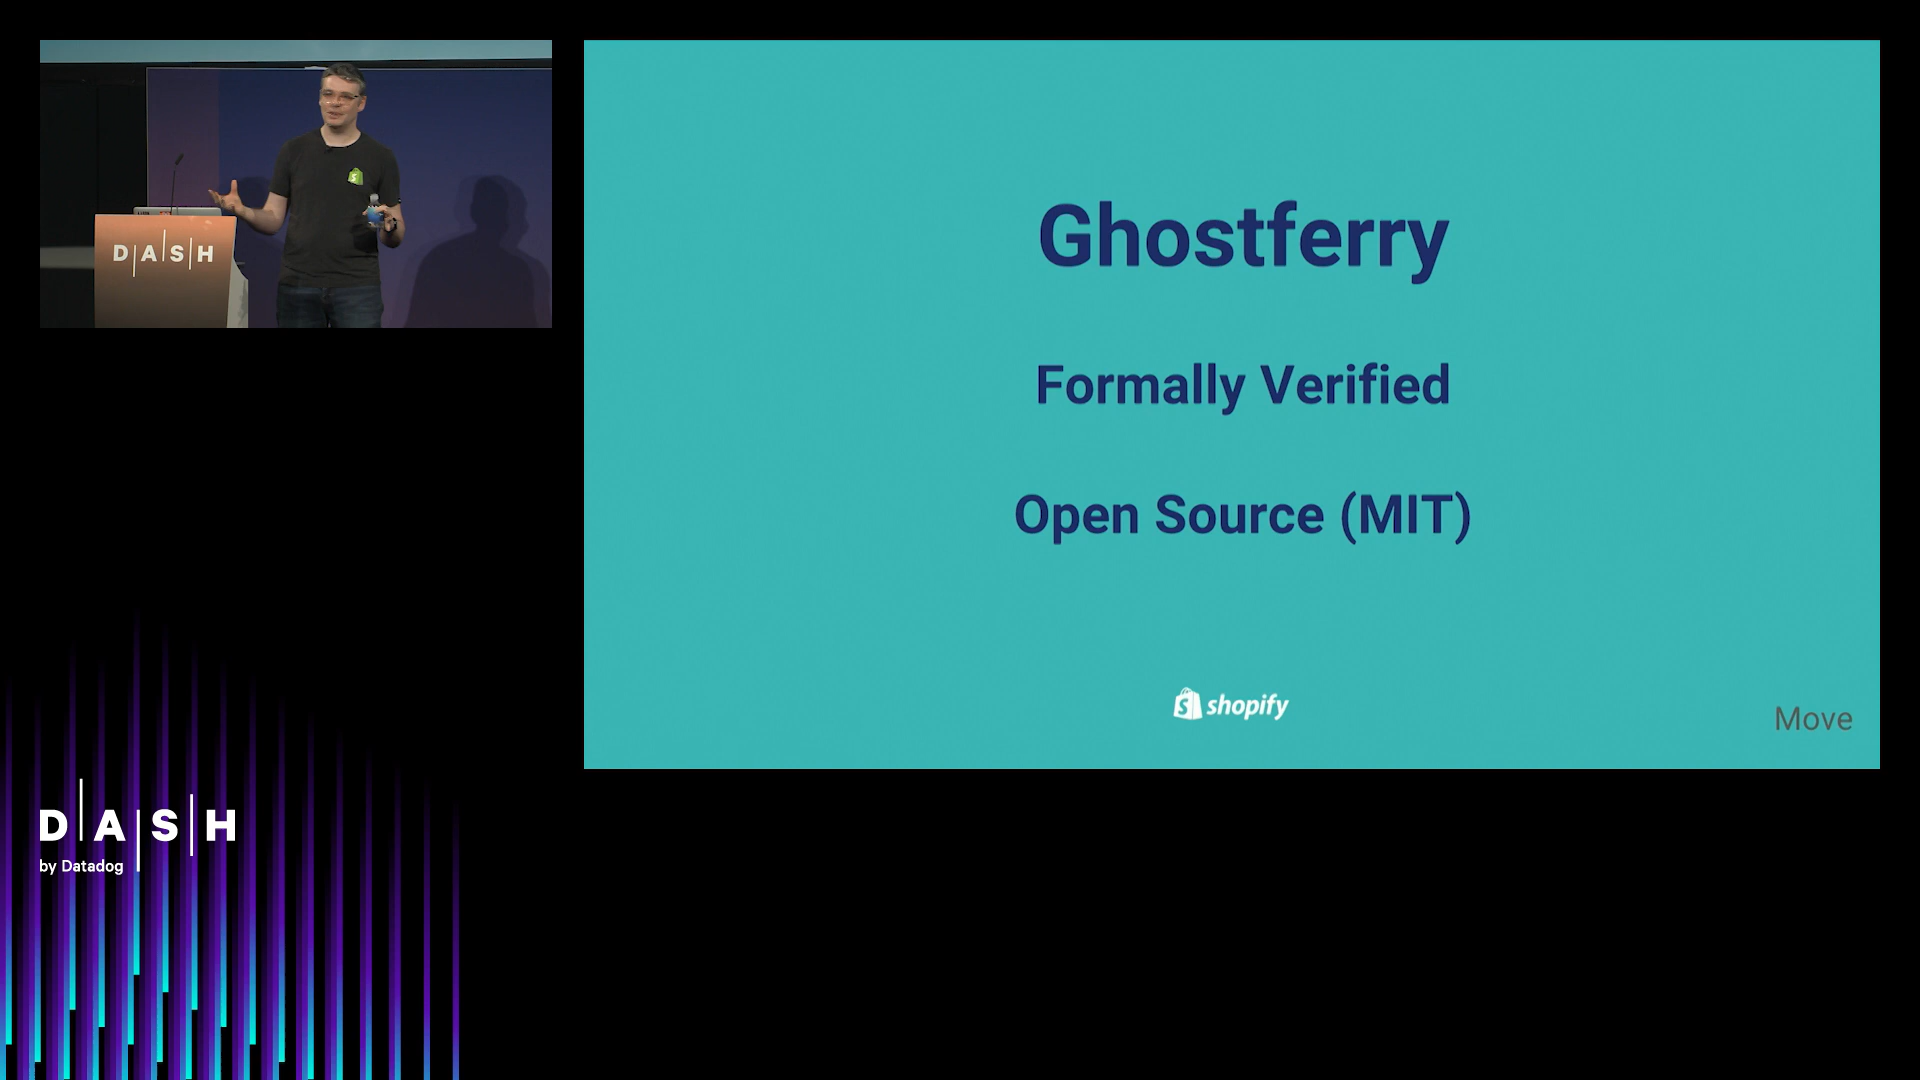 D|A|S|H
Ghostferry
Formally Verified
Open Source (MIT)
shopify
Move
D|A|S|H
by Datadog